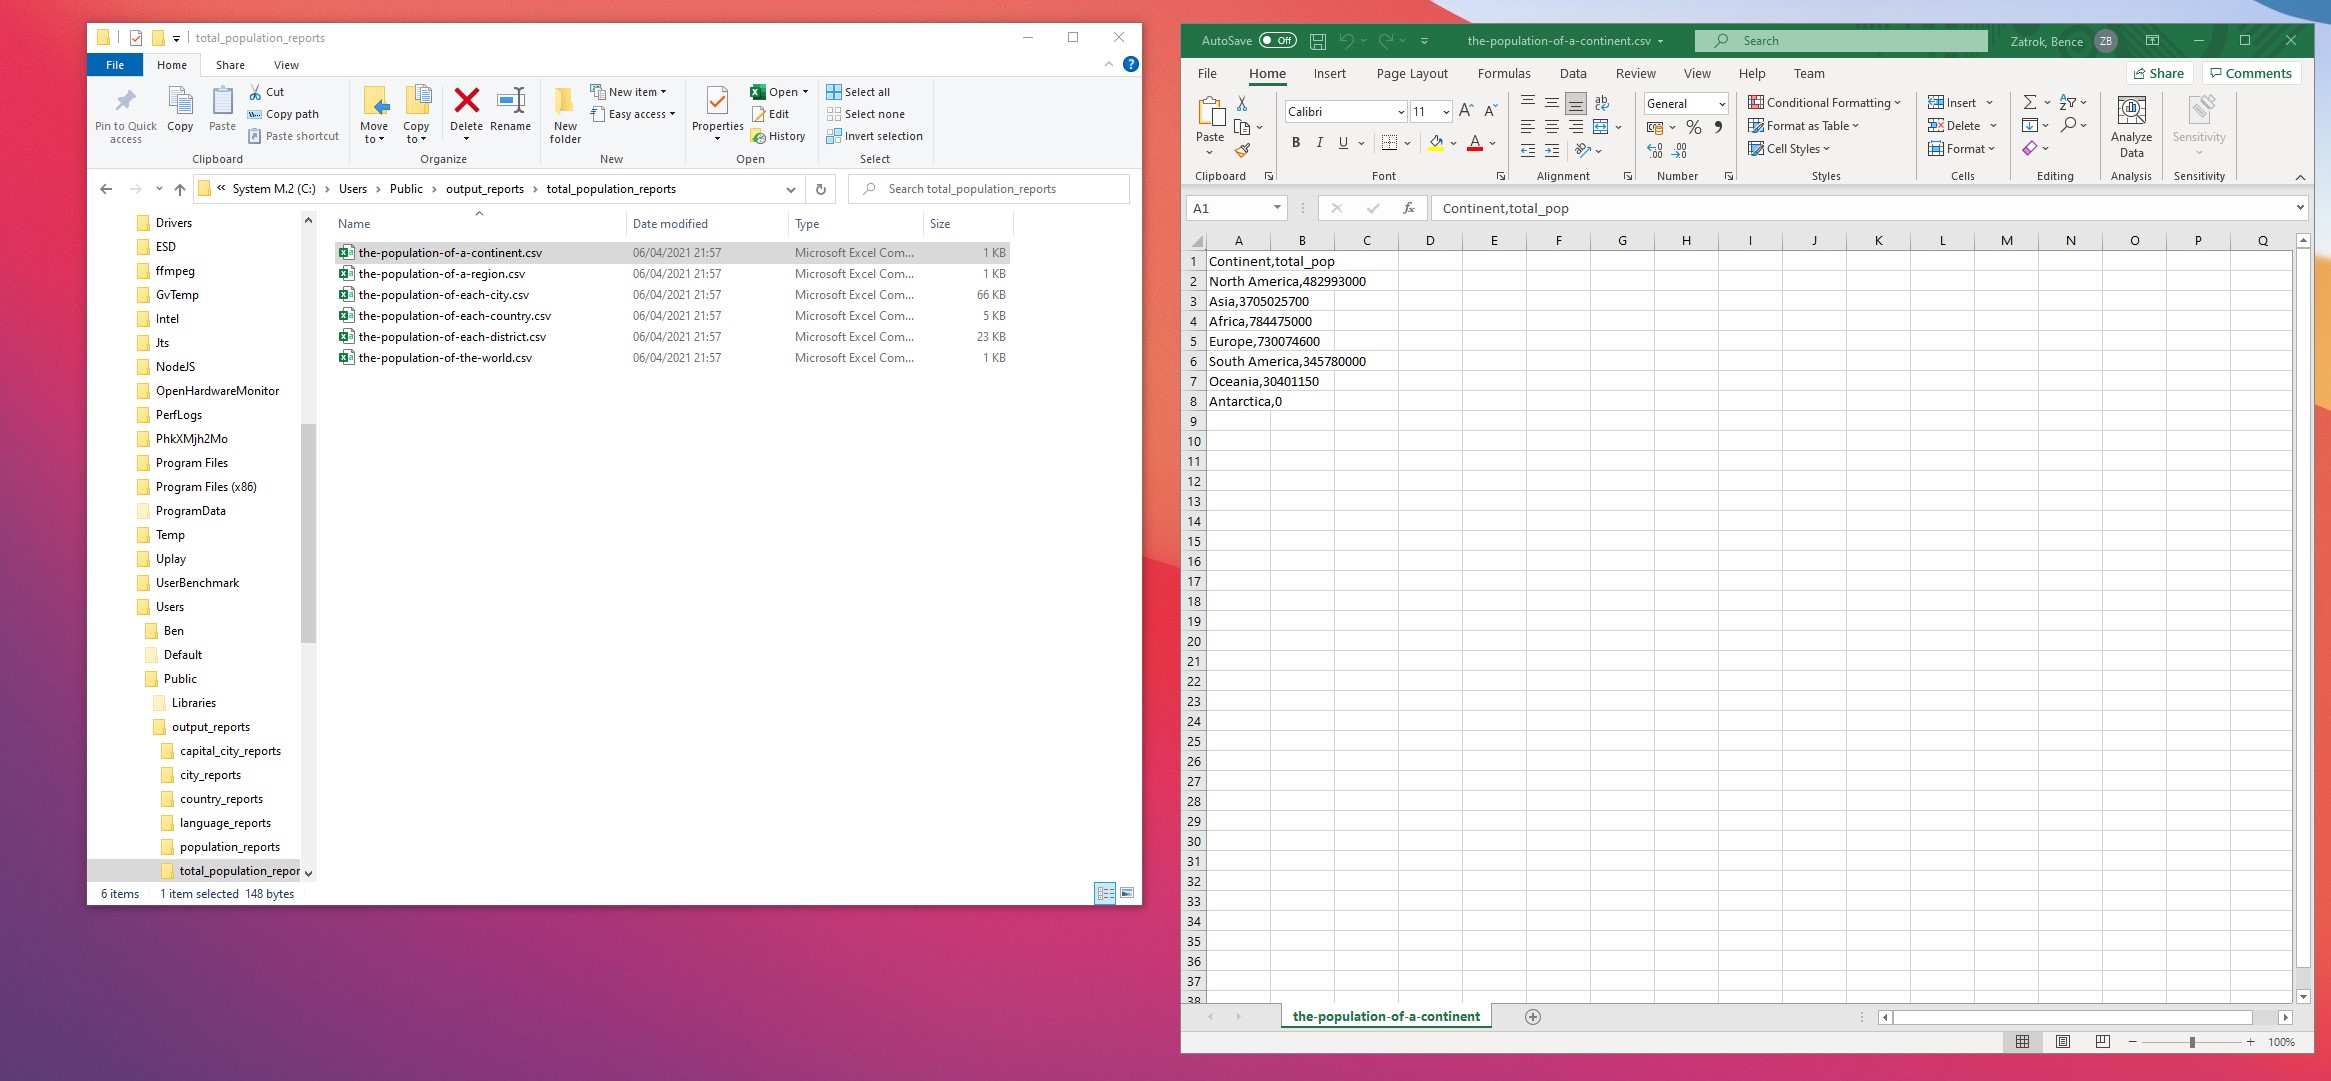 total_population_reports
File Home Share View
Pin to Quick access
Copy
Paste
Cut
Copy path
Paste shortcut
Clipboard
Move to
Copy to
Delete
Rename
Organize
New folder
New item
Easy access
New
Properties
Open
Edit
History
Open
Select all
Select none
Invert selection
Select
« System M.2 (C:) › Users › Public › output_reports › total_population_reports
Search total_population_reports
Drivers
ESD
ffmpeg
GvTemp
Intel
Jts
NodeJS
OpenHardwareMonitor
PerfLogs
PhkXMjh2Mo
Program Files
Program Files (x86)
ProgramData
Temp
Uplay
UserBenchmark
Users
Ben
Default
Public
Libraries
output_reports
capital_city_reports
city_reports
country_reports
language_reports
population_reports
total_population_repor
Name Date modified Type Size
the-population-of-a-continent.csv 06/04/2021 21:57 Microsoft Excel Com... 1 KB
the-population-of-a-region.csv 06/04/2021 21:57 Microsoft Excel Com... 1 KB
the-population-of-each-city.csv 06/04/2021 21:57 Microsoft Excel Com... 66 KB
the-population-of-each-country.csv 06/04/2021 21:57 Microsoft Excel Com... 5 KB
the-population-of-each-district.csv 06/04/2021 21:57 Microsoft Excel Com... 23 KB
the-population-of-the-world.csv 06/04/2021 21:57 Microsoft Excel Com... 1 KB
6 items 1 item selected 148 bytes
AutoSave Off the-population-of-a-continent.csv Search Zatrok, Bence ZB
File Home Insert Page Layout Formulas Data Review View Help Team Share Comments
Paste
Clipboard
Calibri 11
B I U
Font
Alignment
General
Number
Conditional Formatting
Format as Table
Cell Styles
Styles
Insert
Delete
Format
Cells
Editing
Analyze Data
Analysis
Sensitivity
Sensitivity
A1 fx Continent,total_pop
A B C D E F G H I J K L M N O P Q
1 Continent,total_pop
2 North America,482993000
3 Asia,3705025700
4 Africa,784475000
5 Europe,730074600
6 South America,345780000
7 Oceania,30401150
8 Antarctica,0
9
10
11
12
13
14
15
16
17
18
19
20
21
22
23
24
25
26
27
28
29
30
31
32
33
34
35
36
37
38
the-population-of-a-continent
100%